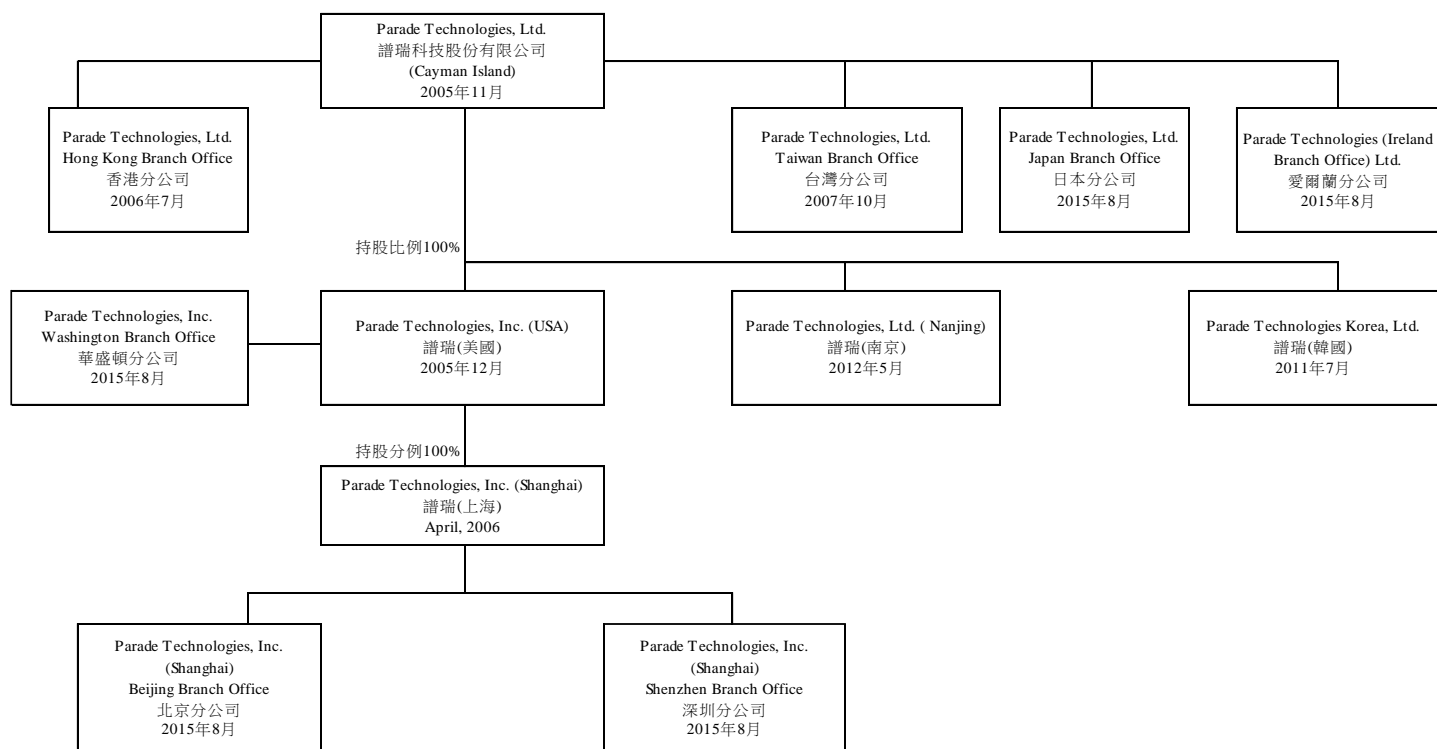 Parade Technologies, Ltd.
譜瑞科技股份有限公司
(Cayman Island)
2005年11月
Parade Technologies, Ltd.
Hong Kong Branch Office
香港分公司
2006年7月
Parade Technologies, Ltd.
Taiwan Branch Office
台灣分公司
2007年10月
Parade Technologies, Ltd.
Japan Branch Office
日本分公司
2015年8月
Parade Technologies (Ireland
Branch Office) Ltd.
愛爾蘭分公司
2015年8月
持股比例100%
Parade Technologies, Inc.
Washington Branch Office
華盛頓分公司
2015年8月
Parade Technologies, Inc. (USA)
譜瑞(美國)
2005年12月
Parade Technologies, Ltd. ( Nanjing)
譜瑞(南京)
2012年5月
Parade Technologies Korea, Ltd.
譜瑞(韓國)
2011年7月
持股分例100%
Parade Technologies, Inc. (Shanghai)
譜瑞(上海)
April, 2006
Parade Technologies, Inc.
(Shanghai)
Beijing Branch Office
北京分公司
2015年8月
Parade Technologies, Inc.
(Shanghai)
Shenzhen Branch Office
深圳分公司
2015年8月